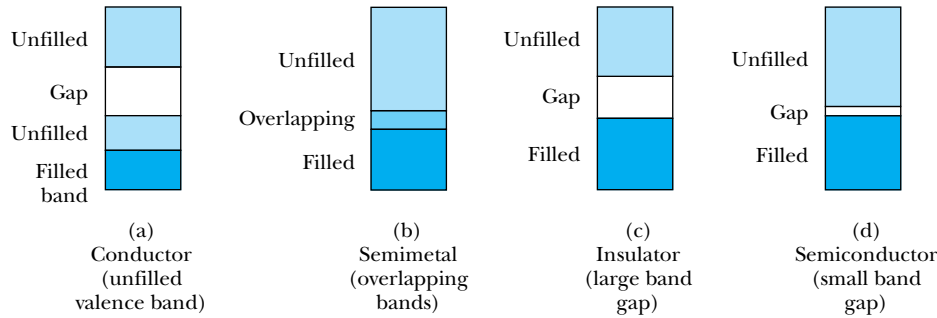 Unfilled
Gap
Unfilled
Filled
band
(a)
Conductor
(unfilled
valence band)
Unfilled
Overlapping
Filled
(b)
Semimetal
(overlapping
bands)
Unfilled
Gap
Filled
(c)
Insulator
(large band
gap)
Unfilled
Gap
Filled
(d)
Semiconductor
(small band
gap)